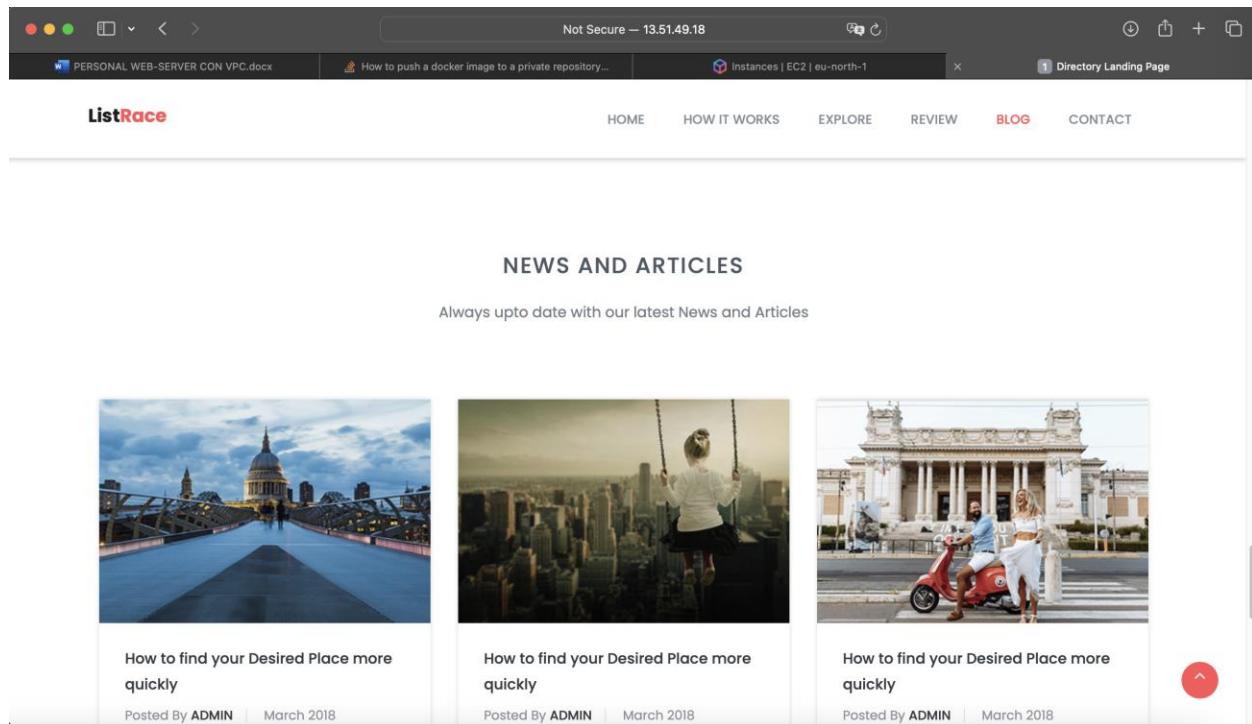 Not Secure — 13.51.49.18
PERSONAL WEB-SERVER CON VPC.docx
How to push a docker image to a private repository...
Instances | EC2 | eu-north-1
1 Directory Landing Page
ListRace
HOME
HOW IT WORKS
EXPLORE
REVIEW
BLOG
CONTACT
NEWS AND ARTICLES
Always upto date with our latest News and Articles
How to find your Desired Place more
quickly
Posted By ADMIN
March 2018
How to find your Desired Place more
quickly
Posted By ADMIN
March 2018
How to find your Desired Place more
quickly
Posted By ADMIN
March 2018